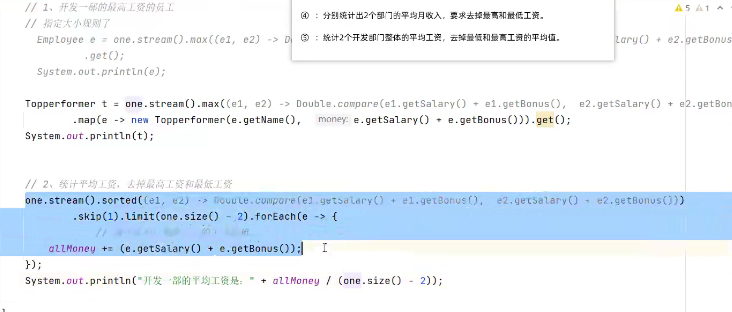 // 1、开发一部的最高工资的员工
// 指定大小规则了
④ ：分别统计出2个部门的平均月收入，要求去掉最高和最低工资。
Employee e = one.stream().max((e1, e2) -> Do
salary() + e2.getBonus
⑤ ：统计2个开发部门整体的平均工资，去掉最低和最高工资的平均值。
.get();
System.out.println(e);
5 1
Topperformer t = one.stream().max((e1, e2) -> Double.compare(e1.getSalary() + e1.getBonus(), e2.getSalary() + e2.getBonus
.map(e -> new Topperformer(e.getName(), money: e.getSalary() + e.getBonus())).get();
System.out.println(t);
// 2、统计平均工资，去掉最高工资和最低工资
one.stream().sorted((e1, e2) -> Double.compare(e1.getSalary() + e1.getBonus(), e2.getSalary() + e2.getBonus()))
.skip(1).limit(one.size() - 2).forEach(e -> {
//
allMoney += (e.getSalary() + e.getBonus());
});
System.out.println("开发一部的平均工资是：" + allMoney / (one.size() - 2));